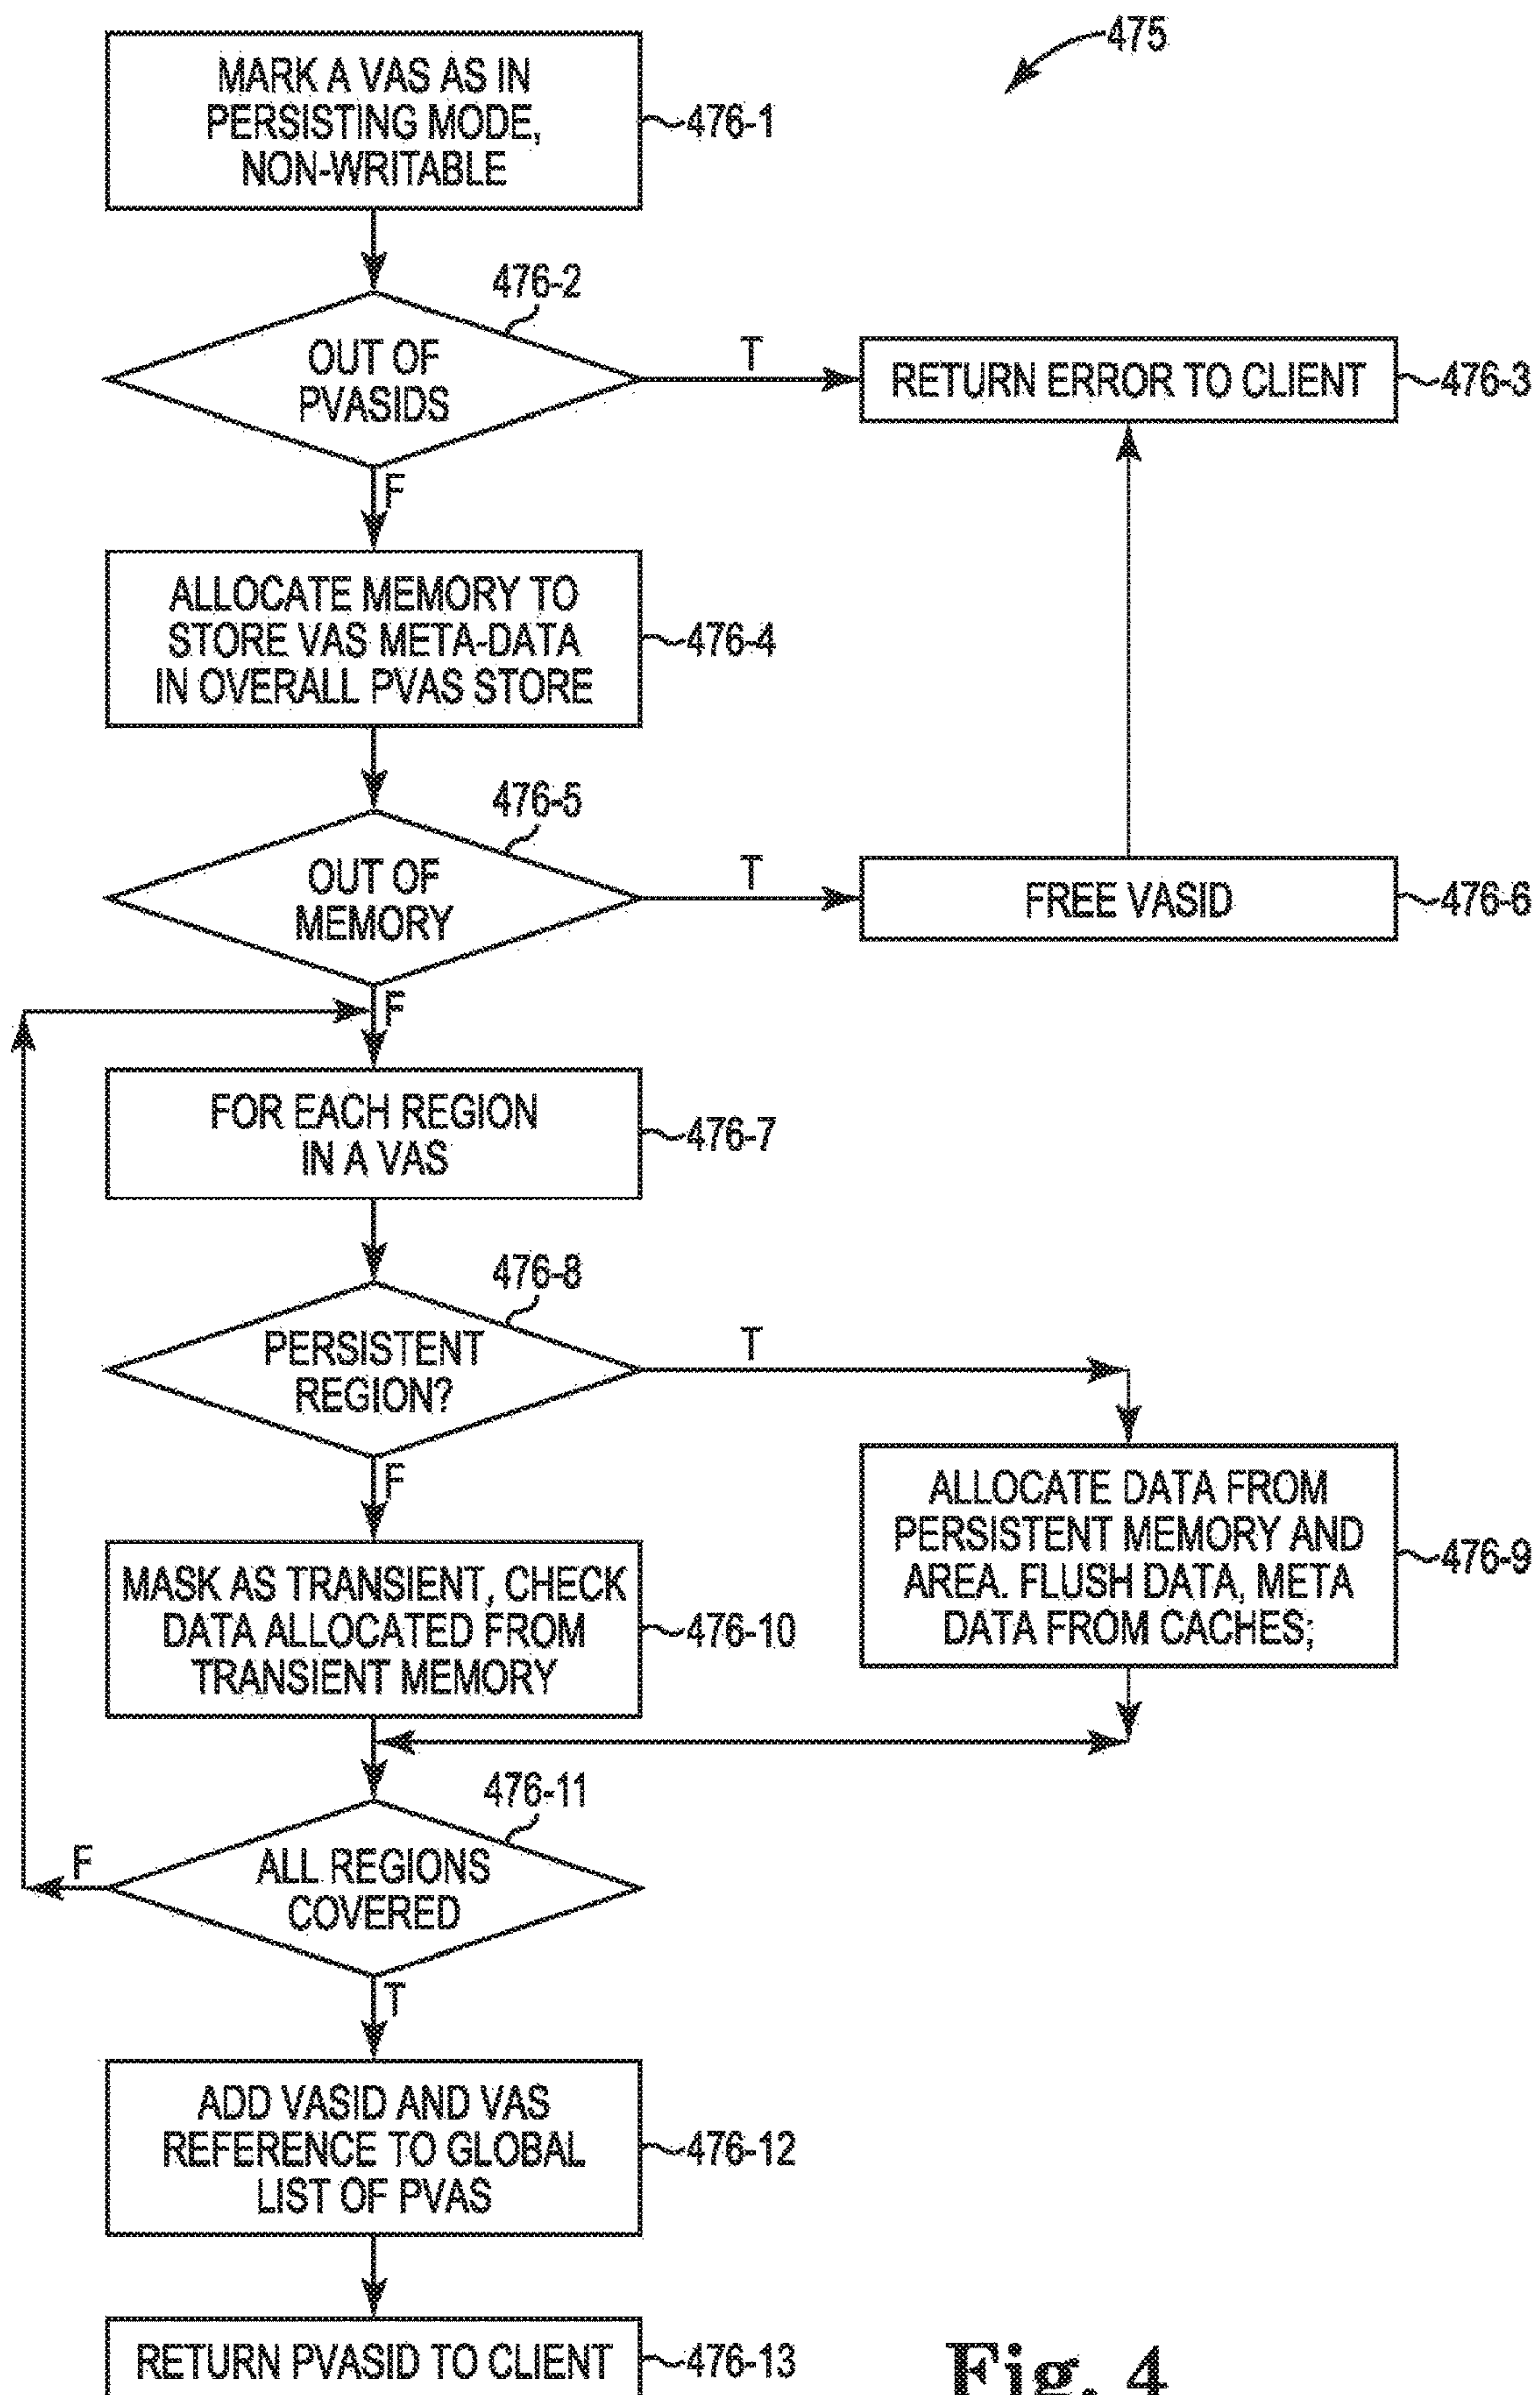 475
MARK A VAS AS IN
PERSISTING MODE,
NON-WRITABLE
476-1
476-2
OUT OF
PVASIDS
T
RETURN ERROR TO CLIENT
476-3
F
ALLOCATE MEMORY TO
STORE VAS META-DATA
IN OVERALL PVAS STORE
476-4
476-5
OUT OF
MEMORY
T
FREE VASID
476-6
F
FOR EACH REGION
IN A VAS
476-7
476-8
PERSISTENT
REGION?
T
F
ALLOCATE DATA FROM
PERSISTENT MEMORY AND
AREA. FLUSH DATA, META
DATA FROM CACHES;
476-9
MASK AS TRANSIENT, CHECK
DATA ALLOCATED FROM
TRANSIENT MEMORY
476-10
476-11
ALL REGIONS
COVERED
F
T
ADD VASID AND VAS
REFERENCE TO GLOBAL
LIST OF PVAS
476-12
RETURN PVASID TO CLIENT
476-13
Fig. 4